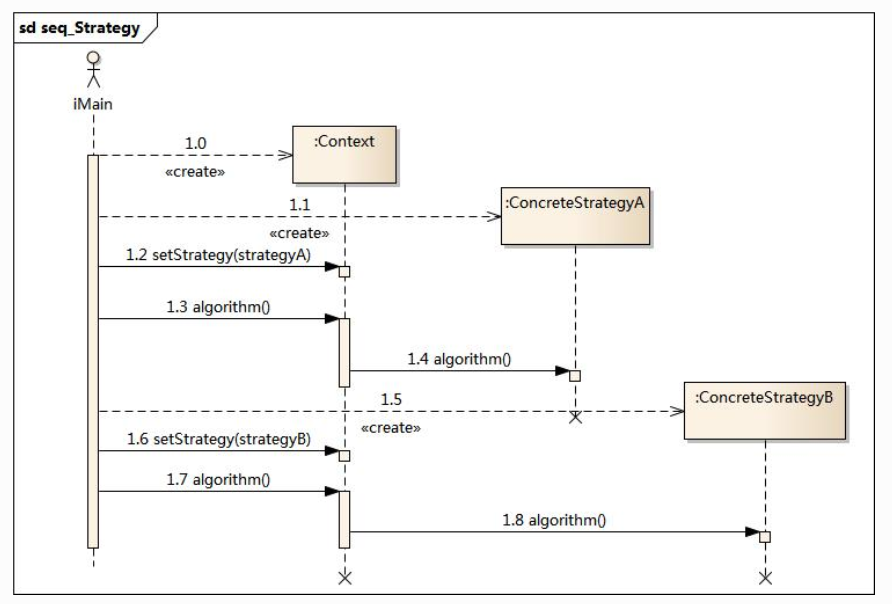 sd seq_Strategy
iMain
1.0
«create»
:Context
1.1
«create»
:ConcreteStrategyA
1.2 setStrategy(strategyA)
1.3 algorithm()
1.4 algorithm()
1.5
«create»
:ConcreteStrategyB
1.6 setStrategy(strategyB)
1.7 algorithm()
1.8 algorithm()